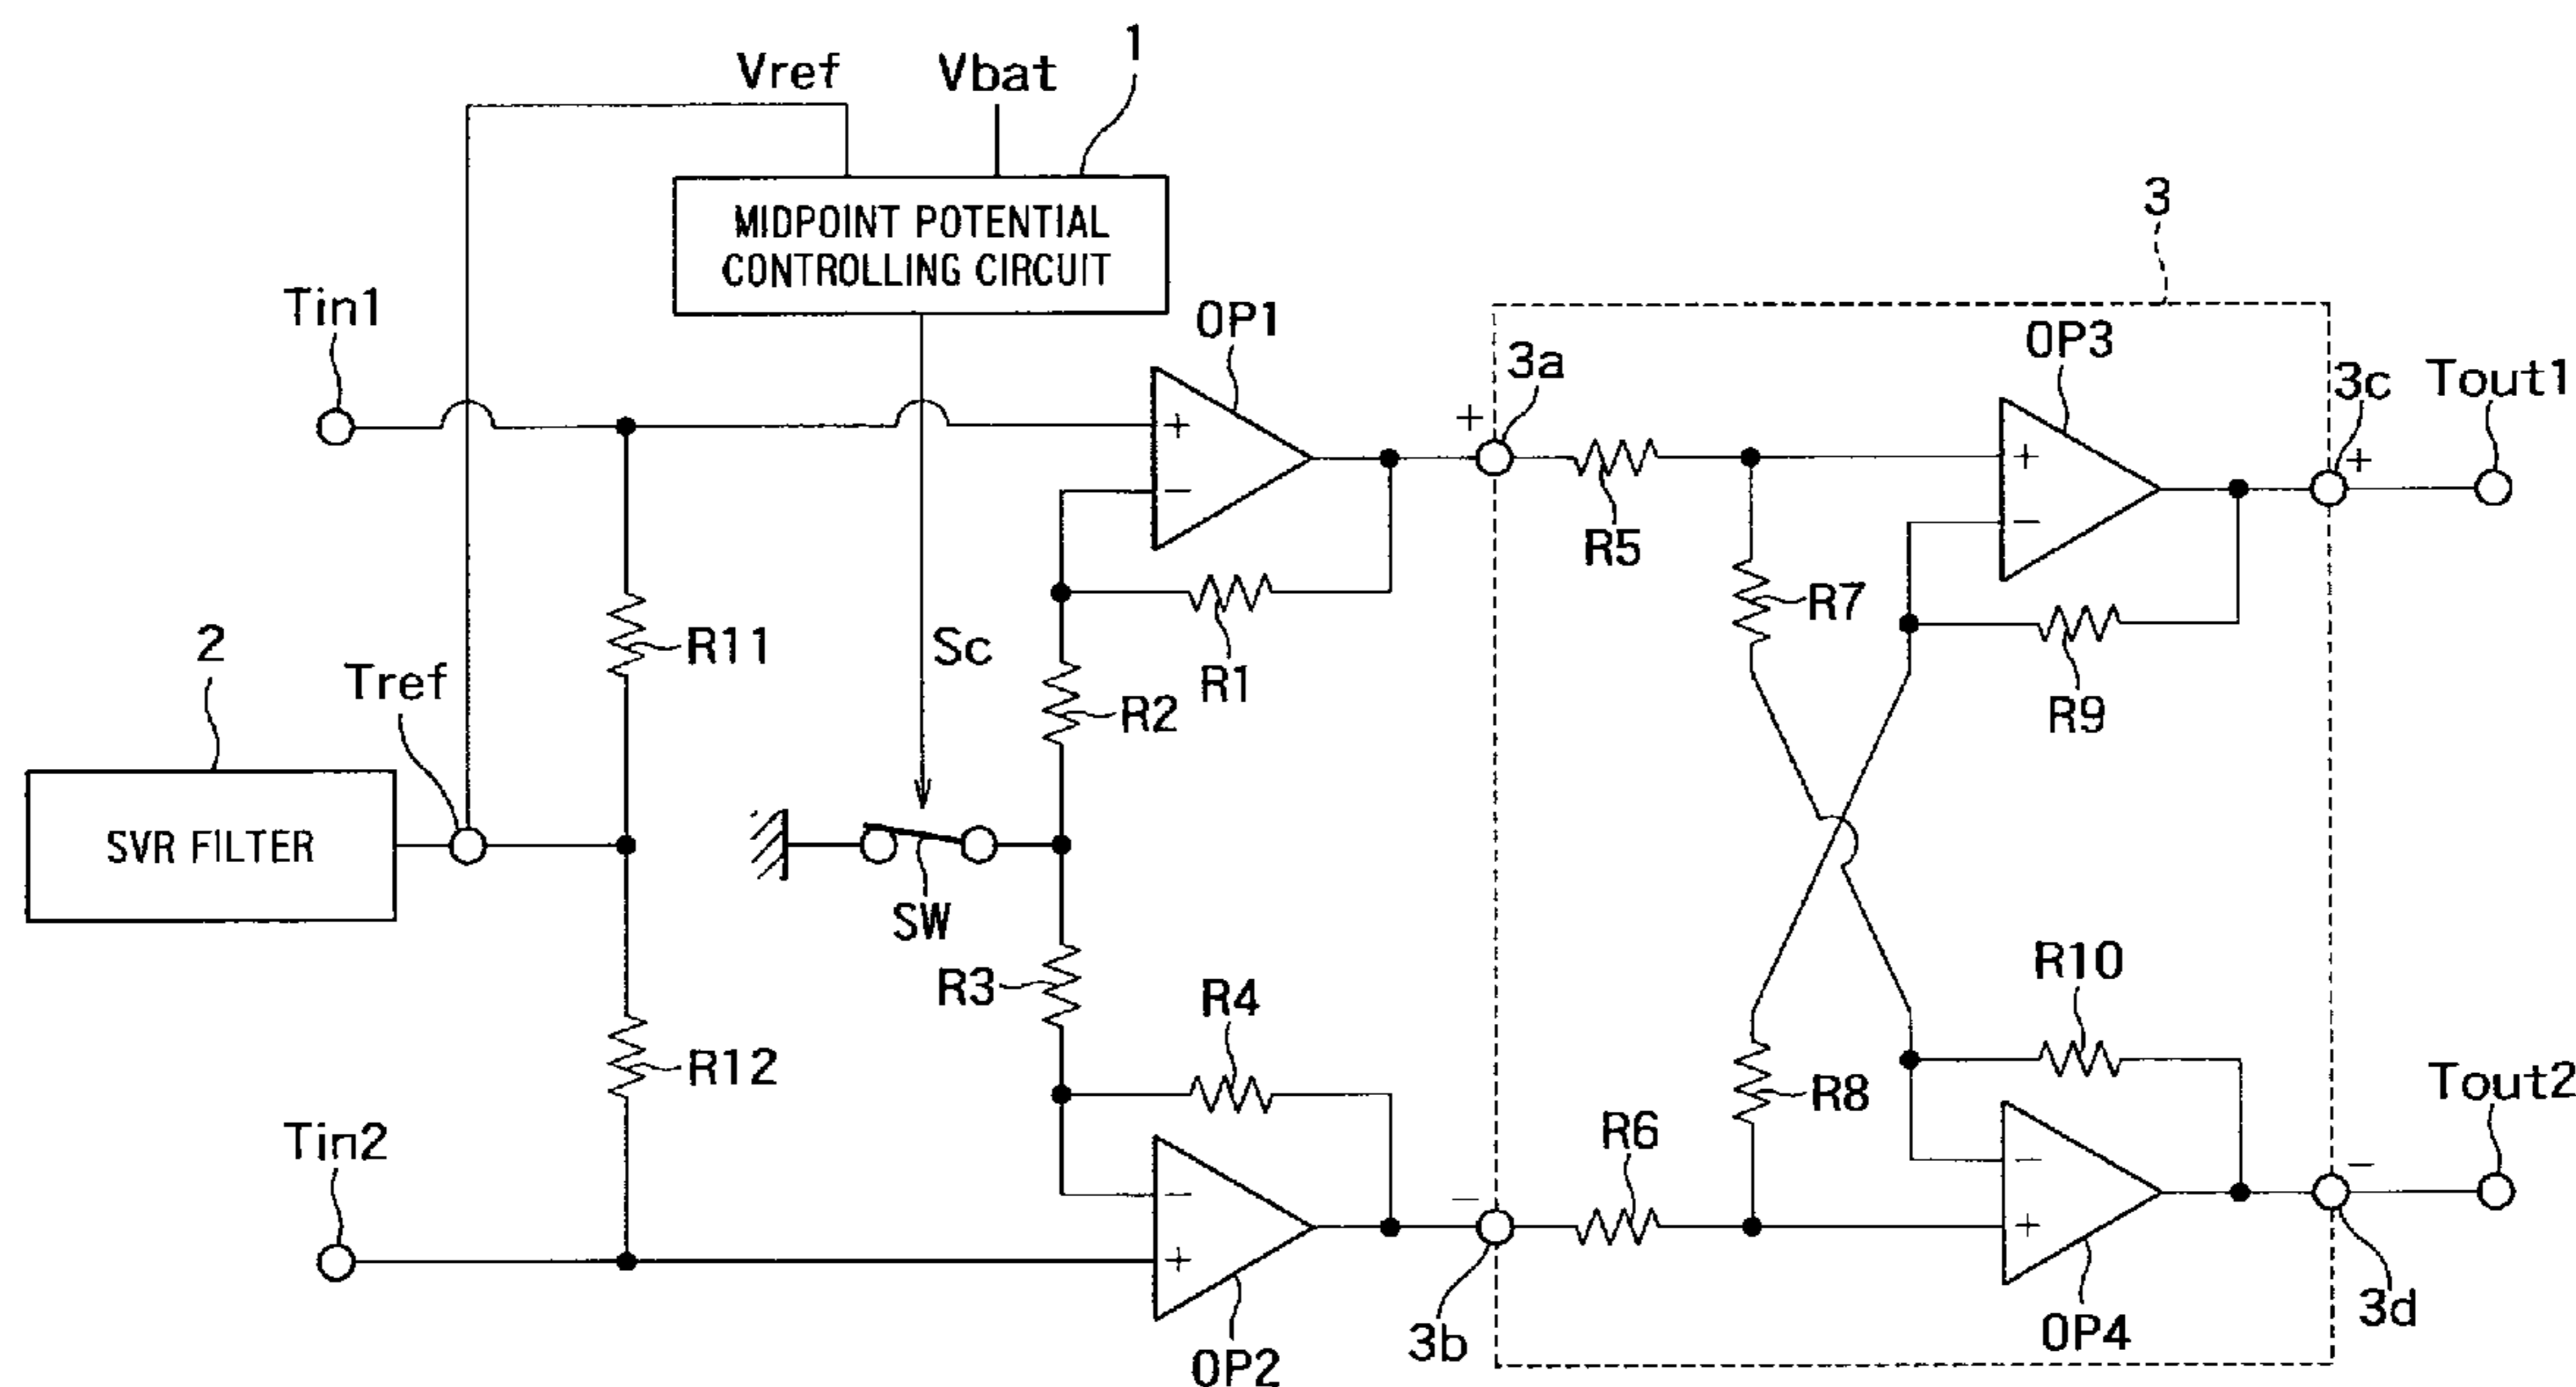 1
Vref
Vbat
MIDPOINT POTENTIAL
CONTROLLING CIRCUIT
3
Tin1
OP1
3a
OP3
3c
Tout1
+
+
+
+
−
−
R5
R7
R11
2
Tref
Sc
R1
R2
R9
SVR FILTER
SW
R3
R4
R10
R12
R8
Tout2
Tin2
R6
−
−
−
−
+
+
3b
3d
OP2
OP4